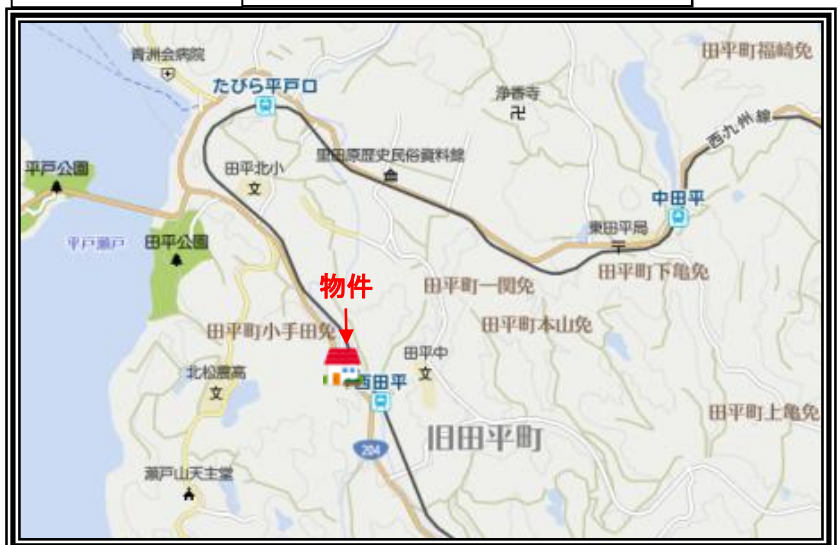 田平町福崎免
青洲会病院
たびら平戸口
浄香寺
西九州線
里田原歴史民俗資料館
平戸公園
田平北小
中田平
東田平局
平戸瀬戸
田平公園
田平町下亀免
物件
田平町一関免
田平町小手田免
田平町本山免
田平中
北松農高
西田平
田平町上亀免
旧田平町
204
瀬戸山天主堂